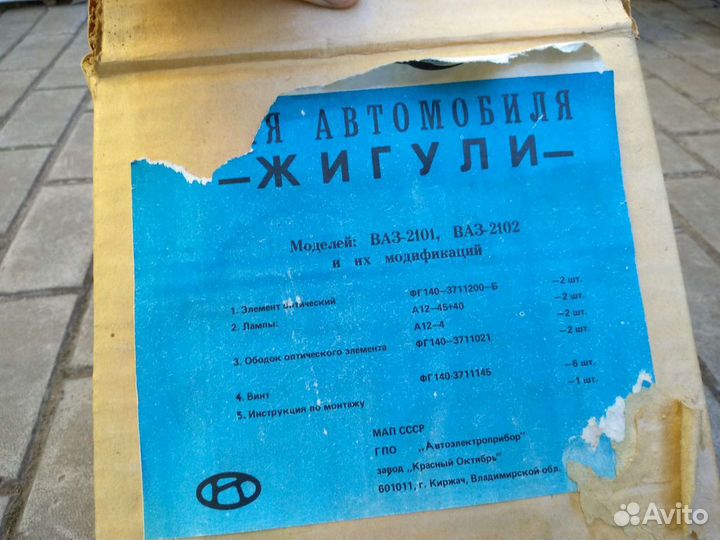 ЛЯ АВТОМОБИЛЯ
—ЖИГУЛИ—
Моделей: ВАЗ-2101, ВАЗ-2102
и их модификаций
1. Элемент оптический ФГ140—3711200—Б —2 шт.
2. Лампы: А12—45+40 —2 шт.
А12—4 —2 шт.
3. Ободок оптического элемента ФГ140—3711021 —2 шт.
4. Винт ФГ140-3711145 —6 шт.
5. Инструкция по монтажу —1 шт.
МАП СССР
ГПО „Автоэлектроприбор"
завод „Красный Октябрь"
601011, г. Киржач, Владимирской обл.
Avito